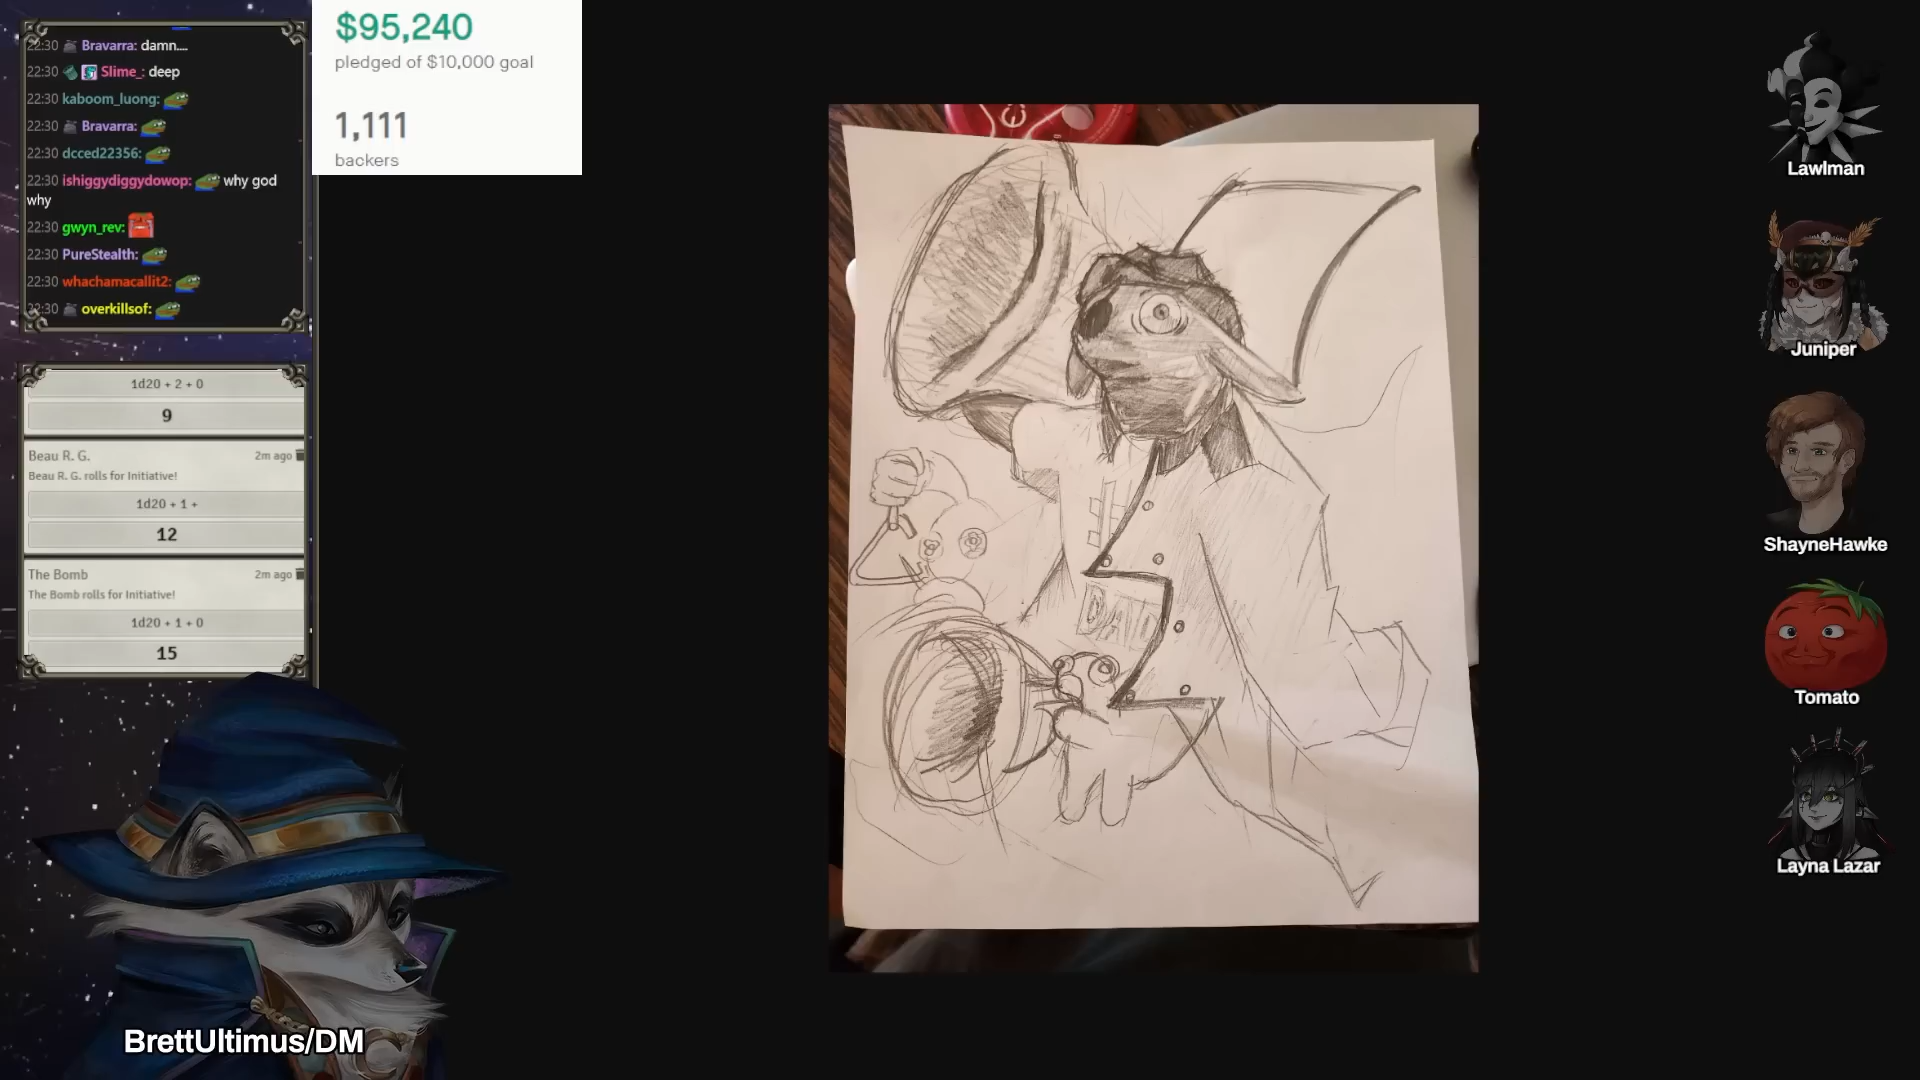 22:30 Bravarra: damn....
22:30 Slime_: deep
22:30 kaboom_luong:
22:30 Bravarra:
22:30 dcced22356:
22:30 ishiggydiggydowop: why god
why
22:30 gwyn_rev:
22:30 PureStealth:
22:30 whachamacallit2:
22:30 overkillsof:
$95,240
pledged of $10,000 goal
1,111
backers
1d20 + 2 + 0
9
Beau R. G. 2m ago
Beau R. G. rolls for Initiative!
1d20 + 1 +
12
The Bomb 2m ago
The Bomb rolls for Initiative!
1d20 + 1 + 0
15
BrettUltimus/DM
Lawlman
Juniper
ShayneHawke
Tomato
Layna Lazar